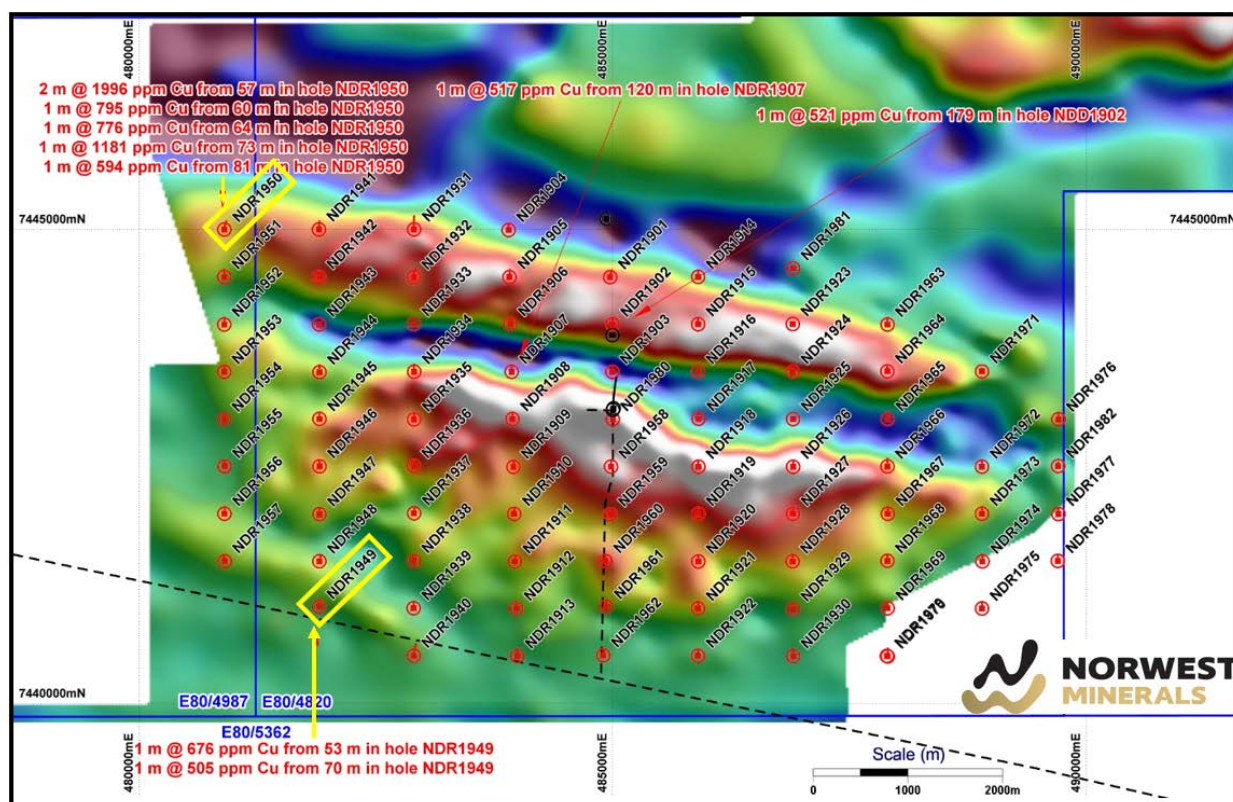 480000mE
485000mE
490000mE
2 m @ 1996 ppm Cu from 57 m in hole NDR1950
1 m @ 795 ppm Cu from 60 m in hole NDR1950
1 m @ 776 ppm Cu from 64 m in hole NDR1950
1 m @ 1181 ppm Cu from 73 m in hole NDR1950
1 m @ 594 ppm Cu from 81 m in hole NDR1950
1 m @ 517 ppm Cu from 120 m in hole NDR1907
1 m @ 521 ppm Cu from 179 m in hole NDD1902
7445000mN
7445000mN
NDR1950
NDR1941
NDR1931
NDR1904
NDR1951
NDR1942
NDR1932
NDR1905
NDR1901
NDR1914
NDR1981
NDR1952
NDR1943
NDR1933
NDR1906
NDR1902
NDR1915
NDR1923
NDR1963
NDR1953
NDR1944
NDR1934
NDR1907
NDR1903
NDR1916
NDR1924
NDR1964
NDR1971
NDR1954
NDR1945
NDR1935
NDR1908
NDR1980
NDR1917
NDR1925
NDR1965
NDR1976
NDR1955
NDR1946
NDR1936
NDR1909
NDR1958
NDR1918
NDR1926
NDR1966
NDR1972
NDR1982
NDR1956
NDR1947
NDR1937
NDR1910
NDR1959
NDR1919
NDR1927
NDR1967
NDR1973
NDR1977
NDR1957
NDR1948
NDR1938
NDR1911
NDR1960
NDR1920
NDR1928
NDR1968
NDR1974
NDR1978
NDR1949
NDR1939
NDR1912
NDR1961
NDR1921
NDR1929
NDR1969
NDR1975
NDR1940
NDR1913
NDR1962
NDR1922
NDR1930
NORWEST
MINERALS
7440000mN
E80/4987
E80/4820
E80/5362
1 m @ 676 ppm Cu from 53 m in hole NDR1949
1 m @ 505 ppm Cu from 70 m in hole NDR1949
480000mE
485000mE
490000mE
Scale (m)
0
1000
2000m